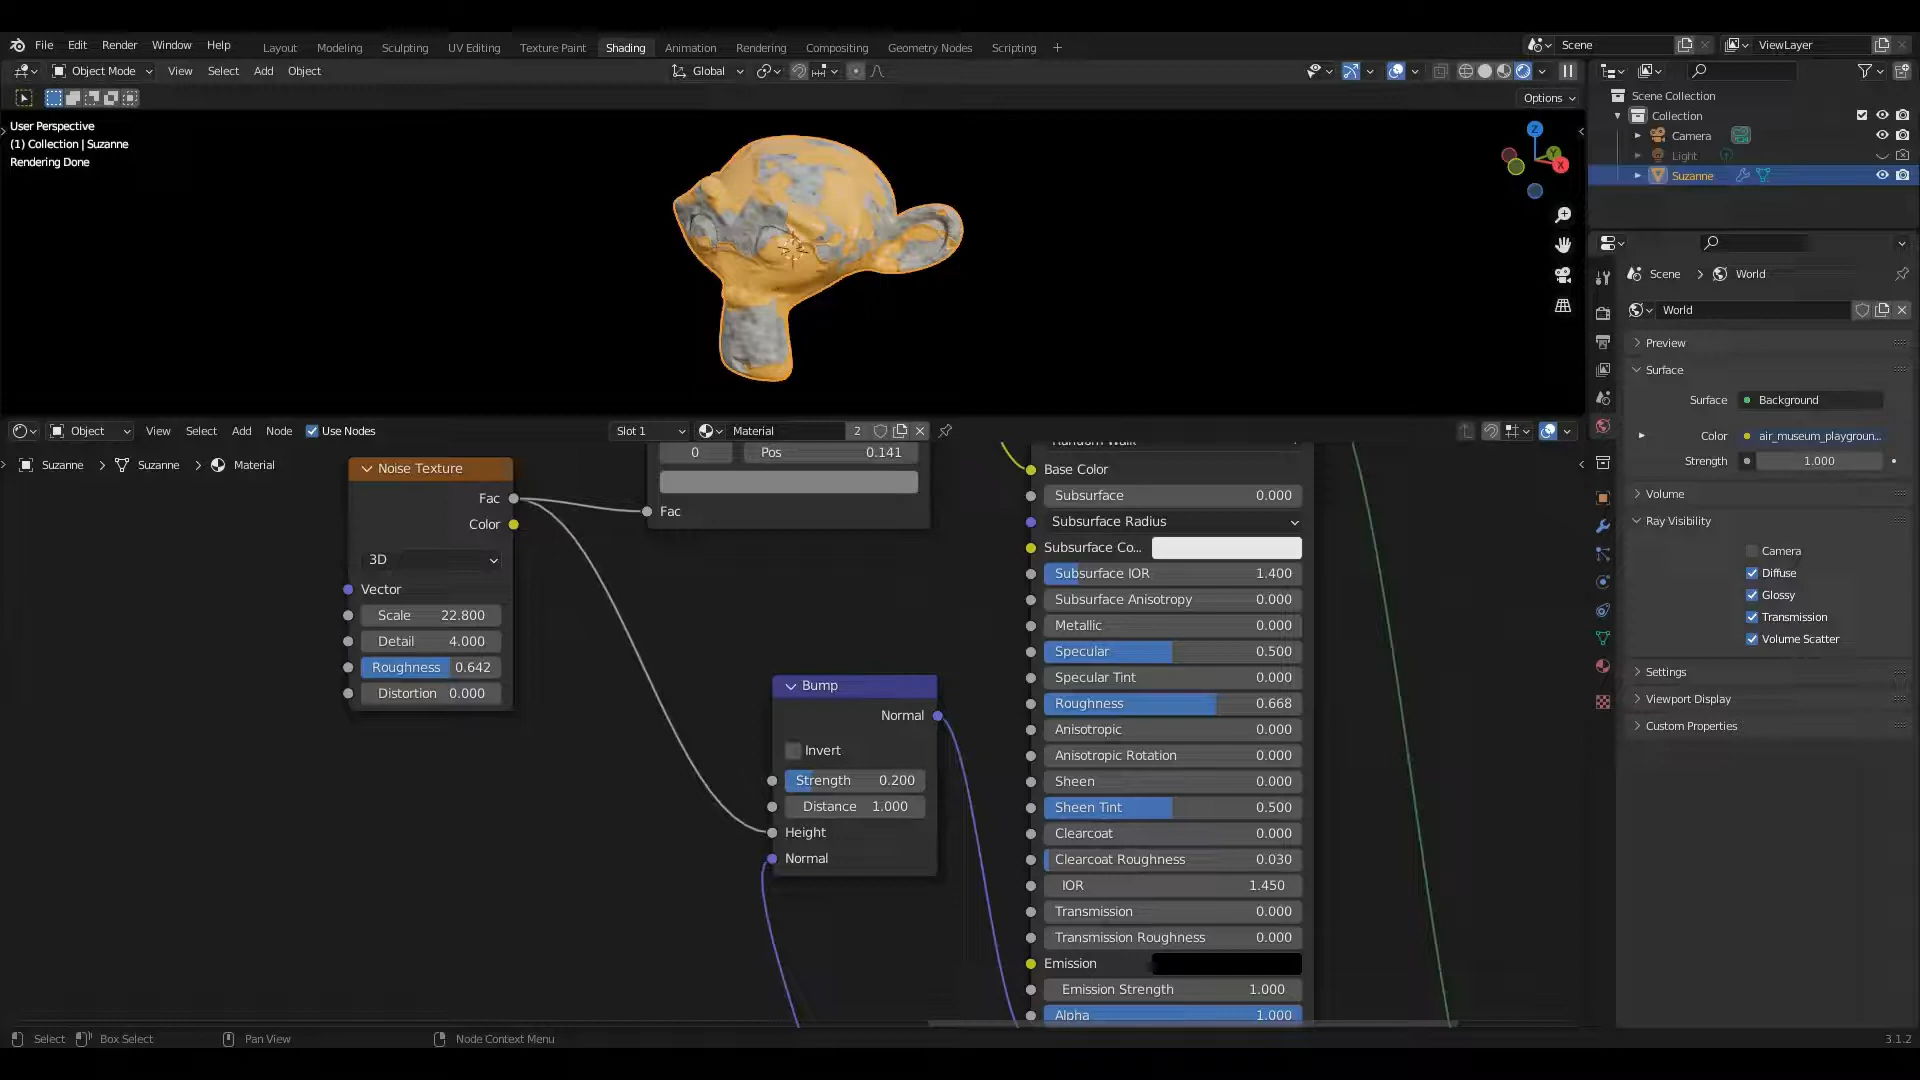 File Edit Render Window Help
Layout Modeling Sculpting UV Editing Texture Paint Shading Animation Rendering Compositing Geometry Nodes Scripting +
Scene
ViewLayer
Object Mode View Select Add Object
Global
Options
User Perspective
(1) Collection | Suzanne
Rendering Done
Z
Y
X
Scene Collection
Collection
Camera
Light
Suzanne
Scene > World
World
Preview
Surface
Surface Background
Color air_museum_playgroun...
Strength 1.000
Volume
Ray Visibility
Camera
Diffuse
Glossy
Transmission
Volume Scatter
Settings
Viewport Display
Custom Properties
Object View Select Add Node Use Nodes
Slot 1
Material 2
Suzanne > Suzanne > Material
Noise Texture
Fac
Color
3D
Vector
Scale 22.800
Detail 4.000
Roughness 0.642
Distortion 0.000
0 Pos 0.141
Fac
Bump
Normal
Invert
Strength 0.200
Distance 1.000
Height
Normal
Random Walk
Base Color
Subsurface 0.000
Subsurface Radius
Subsurface Co...
Subsurface IOR 1.400
Subsurface Anisotropy 0.000
Metallic 0.000
Specular 0.500
Specular Tint 0.000
Roughness 0.668
Anisotropic 0.000
Anisotropic Rotation 0.000
Sheen 0.000
Sheen Tint 0.500
Clearcoat 0.000
Clearcoat Roughness 0.030
IOR 1.450
Transmission 0.000
Transmission Roughness 0.000
Emission
Emission Strength 1.000
Alpha 1.000
Select Box Select Pan View Node Context Menu
3.1.2